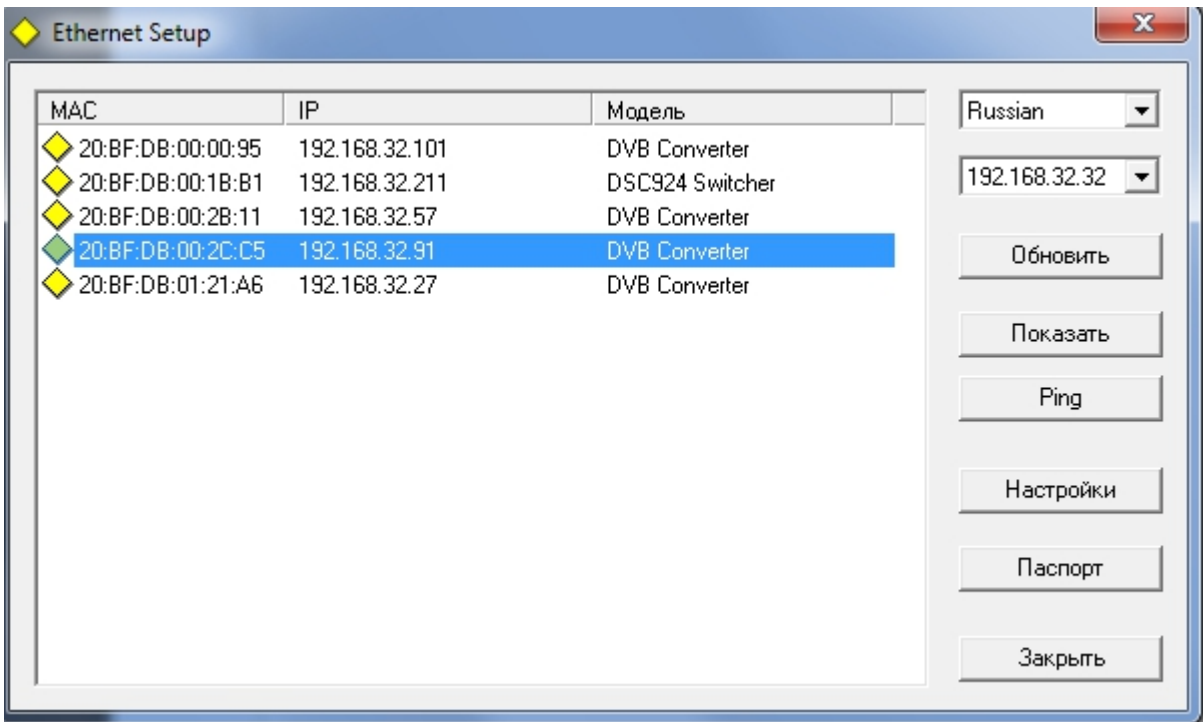 Ethernet Setup
MAC IP Модель
20:BF:DB:00:00:95 192.168.32.101 DVB Converter
20:BF:DB:00:1B:B1 192.168.32.211 DSC924 Switcher
20:BF:DB:00:2B:11 192.168.32.57 DVB Converter
20:BF:DB:00:2C:C5 192.168.32.91 DVB Converter
20:BF:DB:01:21:A6 192.168.32.27 DVB Converter
Russian
192.168.32.32
Обновить
Показать
Ping
Настройки
Паспорт
Закрыть